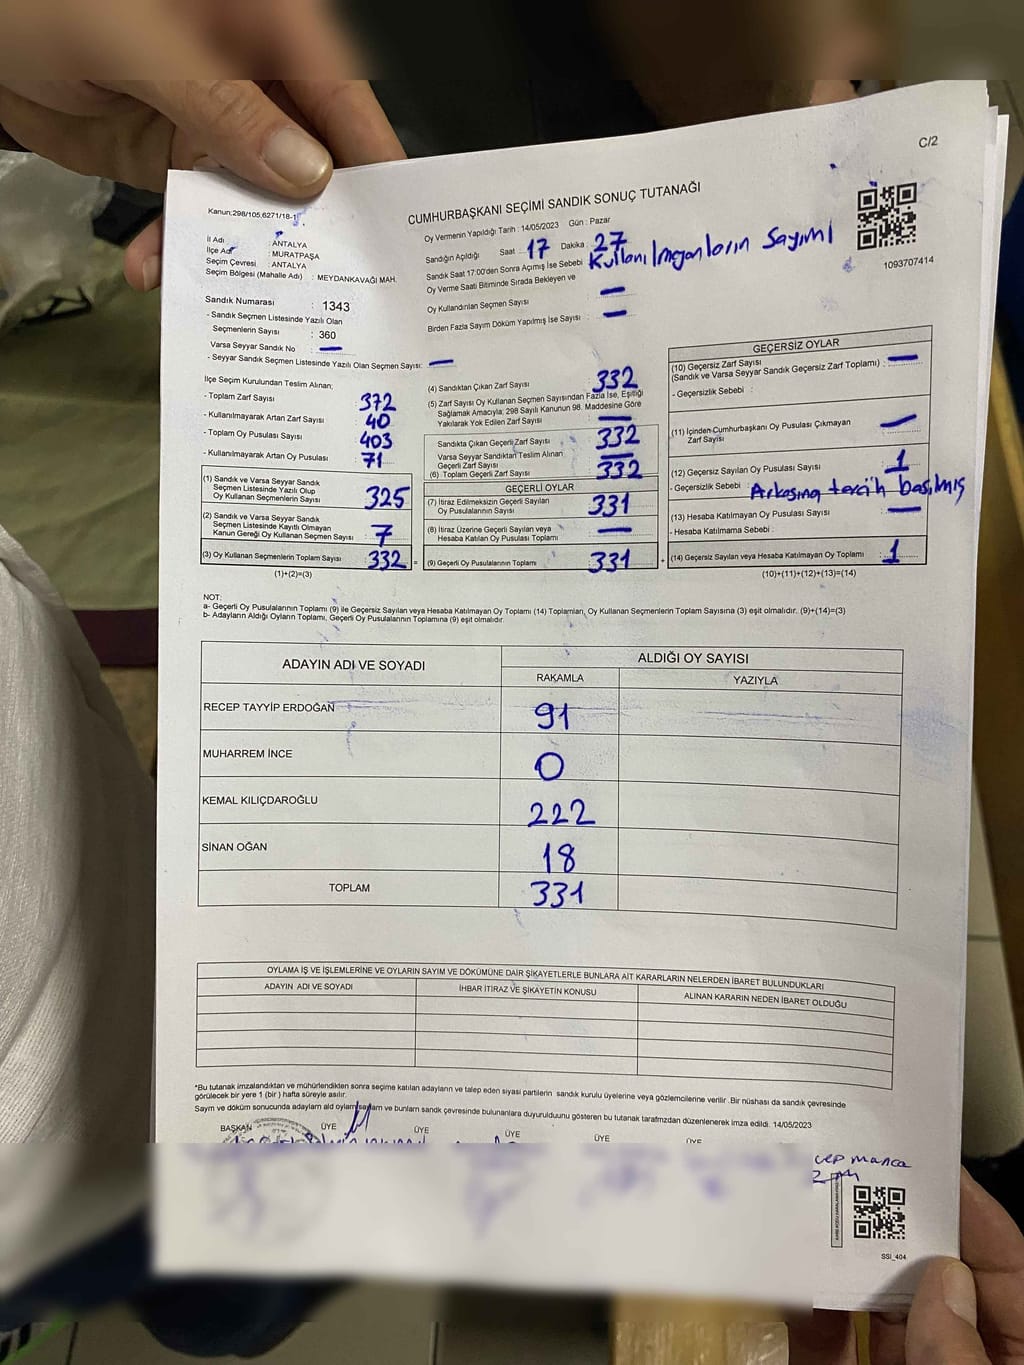 C/2
Kanun;298/105,6271/18-1
CUMHURBAŞKANI SEÇİMİ SANDIK SONUÇ TUTANAĞI
İl Adı : ANTALYA
İlçe Adı : MURATPAŞA
Seçim Çevresi : ANTALYA
Seçim Bölgesi (Mahalle Adı) : MEYDANKAVAĞI MAH.
Oy Vermenin Yapıldığı Tarih : 14/05/2023 Gün : Pazar
Sandığın Açıldığı Saat 17 Dakika : 27
Sandık Saat 17:00'den Sonra Açımış İse Sebebi : Kullanılmayanların Sayımı
Oy Verme Saati Bitiminde Sırada Bekleyen ve
Oy Kullandırılan Seçmen Sayısı : —
Birden Fazla Sayım Döküm Yapılmış İse Sayısı : —
1093707414
Sandık Numarası : 1343
- Sandık Seçmen Listesinde Yazılı Olan
Seçmenlerin Sayısı : 360
Varsa Seyyar Sandık No : —
- Seyyar Sandık Seçmen Listesinde Yazılı Olan Seçmen Sayısı: —
İlçe Seçim Kurulundan Teslim Alınan;
- Toplam Zarf Sayısı : 372
- Kullanılmayarak Artan Zarf Sayısı : 40
- Toplam Oy Pusulası Sayısı : 403
- Kullanılmayarak Artan Oy Pusulası : 71
(1) Sandık ve Varsa Seyyar Sandık
Seçmen Listesinde Yazılı Olup
Oy Kullanan Seçmenlerin Sayısı : 325
(2) Sandık ve Varsa Seyyar Sandık
Seçmen Listesinde Kayıtlı Olmayan
Kanun Gereği Oy Kullanan Seçmen Sayısı : 7
(3) Oy Kullanan Seçmenlerin Toplam Sayısı : 332 =
(1)+(2)=(3)
(4) Sandıktan Çıkan Zarf Sayısı : 332
(5) Zarf Sayısı Oy Kullanan Seçmen Sayısından Fazla İse, Eşitliği
Sağlamak Amacıyla; 298 Sayılı Kanunun 98. Maddesine Göre
Yakılarak Yok Edilen Zarf Sayısı : —
Sandıkta Çıkan Geçerli Zarf Sayısı : 332
Varsa Seyyar Sandıktan Teslim Alınan
Geçerli Zarf Sayısı : —
(6) Toplam Geçerli Zarf Sayısı : 332
GEÇERLİ OYLAR
(7) İtiraz Edilmeksizin Geçerli Sayılan
Oy Pusulalarının Sayısı : 331
(8) İtiraz Üzerine Geçerli Sayılan veya
Hesaba Katılan Oy Pusulası Toplamı : —
(9) Geçerli Oy Pusulalarının Toplamı : 331 +
GEÇERSİZ OYLAR
(10) Geçersiz Zarf Sayısı
(Sandık ve Varsa Seyyar Sandık Geçersiz Zarf Toplamı) : —
- Geçersizlik Sebebi :
(11) İçinden Cumhurbaşkanı Oy Pusulası Çıkmayan
Zarf Sayısı : —
(12) Geçersiz Sayılan Oy Pusulası Sayısı : 1
- Geçersizlik Sebebi : Arkasına tercih basılmış
(13) Hesaba Katılmayan Oy Pusulası Sayısı : —
- Hesaba Katılmama Sebebi :
(14) Geçersiz Sayılan veya Hesaba Katılmayan Oy Toplamı : 1
(10)+(11)+(12)+(13)=(14)
NOT:
a- Geçerli Oy Pusulalarının Toplamı (9) ile Geçersiz Sayılan veya Hesaba Katılmayan Oy Toplamı (14) Toplamları, Oy Kullanan Seçmenlerin Toplam Sayısına (3) eşit olmalıdır. (9)+(14)=(3)
b- Adayların Aldığı Oyların Toplamı, Geçerli Oy Pusulalarının Toplamına (9) eşit olmalıdır.
ADAYIN ADI VE SOYADI ALDIĞI OY SAYISI
RAKAMLA YAZIYLA
RECEP TAYYİP ERDOĞAN 91
MUHARREM İNCE 0
KEMAL KILIÇDAROĞLU 222
SİNAN OĞAN 18
TOPLAM 331
OYLAMA İŞ VE İŞLEMLERİNE VE OYLARIN SAYIM VE DÖKÜMÜNE DAİR ŞİKAYETLERLE BUNLARA AİT KARARLARIN NELERDEN İBARET BULUNDUKLARI
ADAYIN ADI VE SOYADI İHBAR İTİRAZ VE ŞİKAYETİN KONUSU ALINAN KARARIN NEDEN İBARET OLDUĞU
*Bu tutanak imzalandıktan ve mühürlendikten sonra seçime katılan adayların ve talep eden siyasi partilerin sandık kurulu üyelerine veya gözlemcilerine verilir .Bir nüshası da sandık çevresinde
görülecek bir yere 1 (bir ) hafta süreyle asılır.
Sayım ve döküm sonucunda adayların aldı oyların sayım ve bunların sandık çevresinde bulunanlara duyurulduunu gösteren bu tutanak tarafımızdan düzenlenerek imza edildi. 14/05/2023
BAŞKAN ÜYE ÜYE ÜYE ÜYE ÜYE
SSI_404